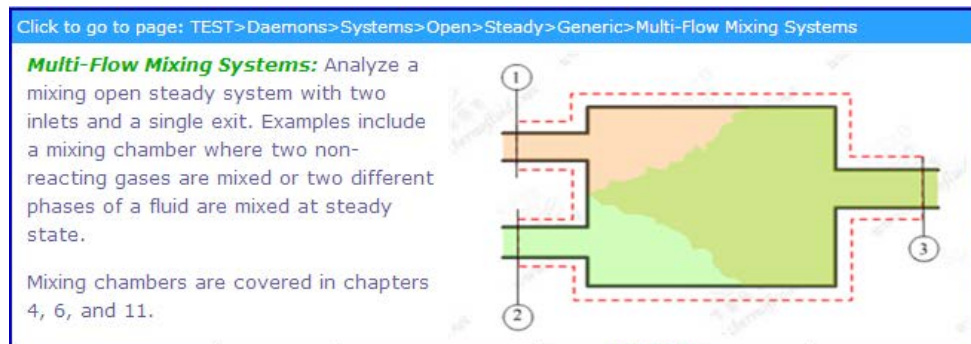 Click to go to page: TEST>Daemons>Systems>Open>Steady>Generic>Multi-Flow Mixing Systems
Multi-Flow Mixing Systems: Analyze a
mixing open steady system with two
inlets and a single exit. Examples include
a mixing chamber where two non-
reacting gases are mixed or two different
phases of a fluid are mixed at steady
state.
Mixing chambers are covered in chapters
4, 6, and 11.
1
2
3